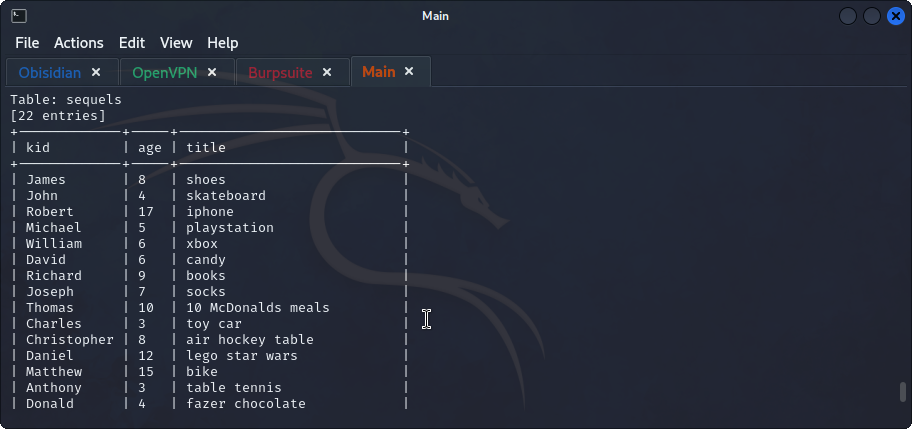 Main
File Actions Edit View Help
Obisidian × OpenVPN × Burpsuite × Main ×
Table: sequels
[22 entries]
+-------------+-----+----------------------------+
| kid | age | title |
+-------------+-----+----------------------------+
| James | 8 | shoes |
| John | 4 | skateboard |
| Robert | 17 | iphone |
| Michael | 5 | playstation |
| William | 6 | xbox |
| David | 6 | candy |
| Richard | 9 | books |
| Joseph | 7 | socks |
| Thomas | 10 | 10 McDonalds meals |
| Charles | 3 | toy car |
| Christopher | 8 | air hockey table |
| Daniel | 12 | lego star wars |
| Matthew | 15 | bike |
| Anthony | 3 | table tennis |
| Donald | 4 | fazer chocolate |